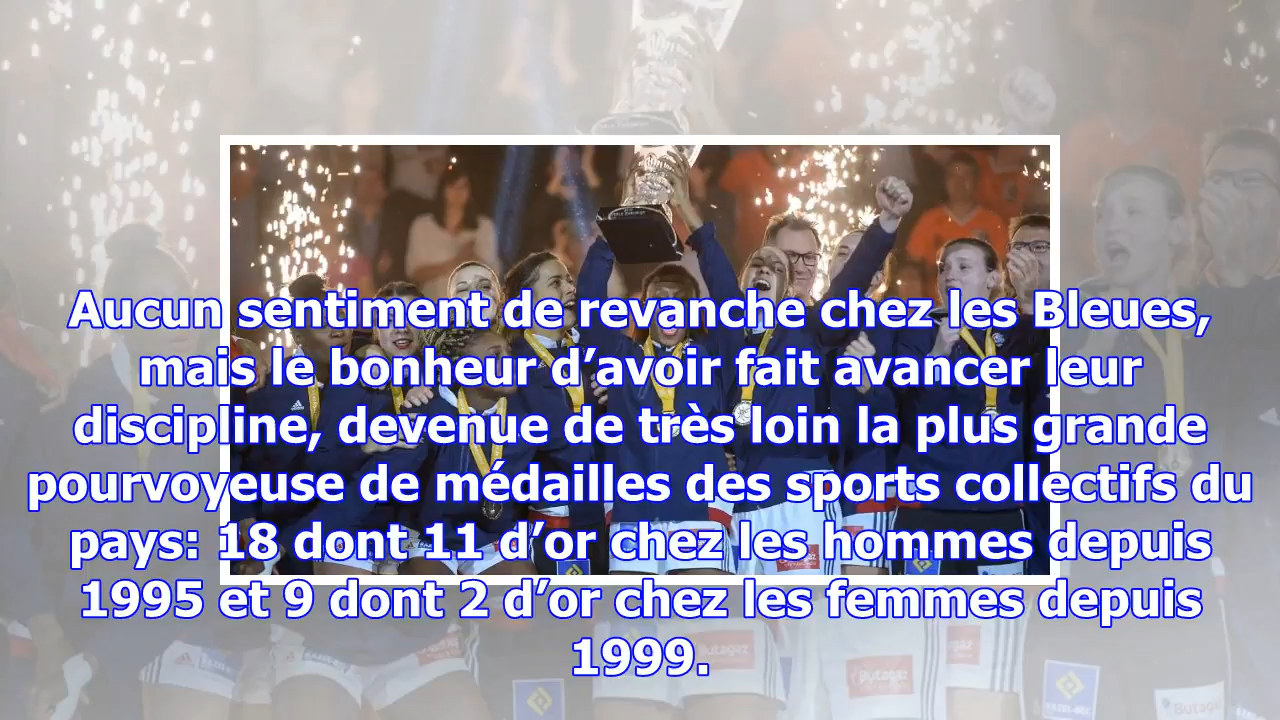 Aucun sentiment de revanche chez les Bleues,
mais le bonheur d’avoir fait avancer leur
discipline, devenue de très loin la plus grande
pourvoyeuse de médailles des sports collectifs du
pays: 18 dont 11 d’or chez les hommes depuis
1995 et 9 dont 2 d’or chez les femmes depuis
1999.
Butagaz
Butagaz